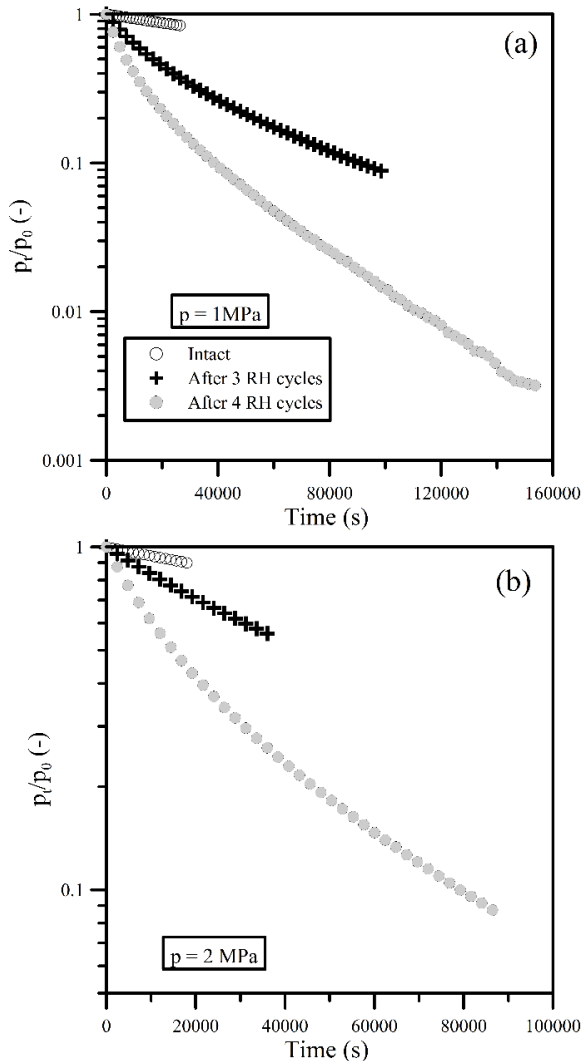 1
(a)
0.1
pt/p0 (-)
0.01
p = 1MPa
Intact
After 3 RH cycles
After 4 RH cycles
0.001
0 40000 80000 120000 160000
Time (s)
1
(b)
pt/p0 (-)
0.1
p = 2 MPa
0 20000 40000 60000 80000 100000
Time (s)